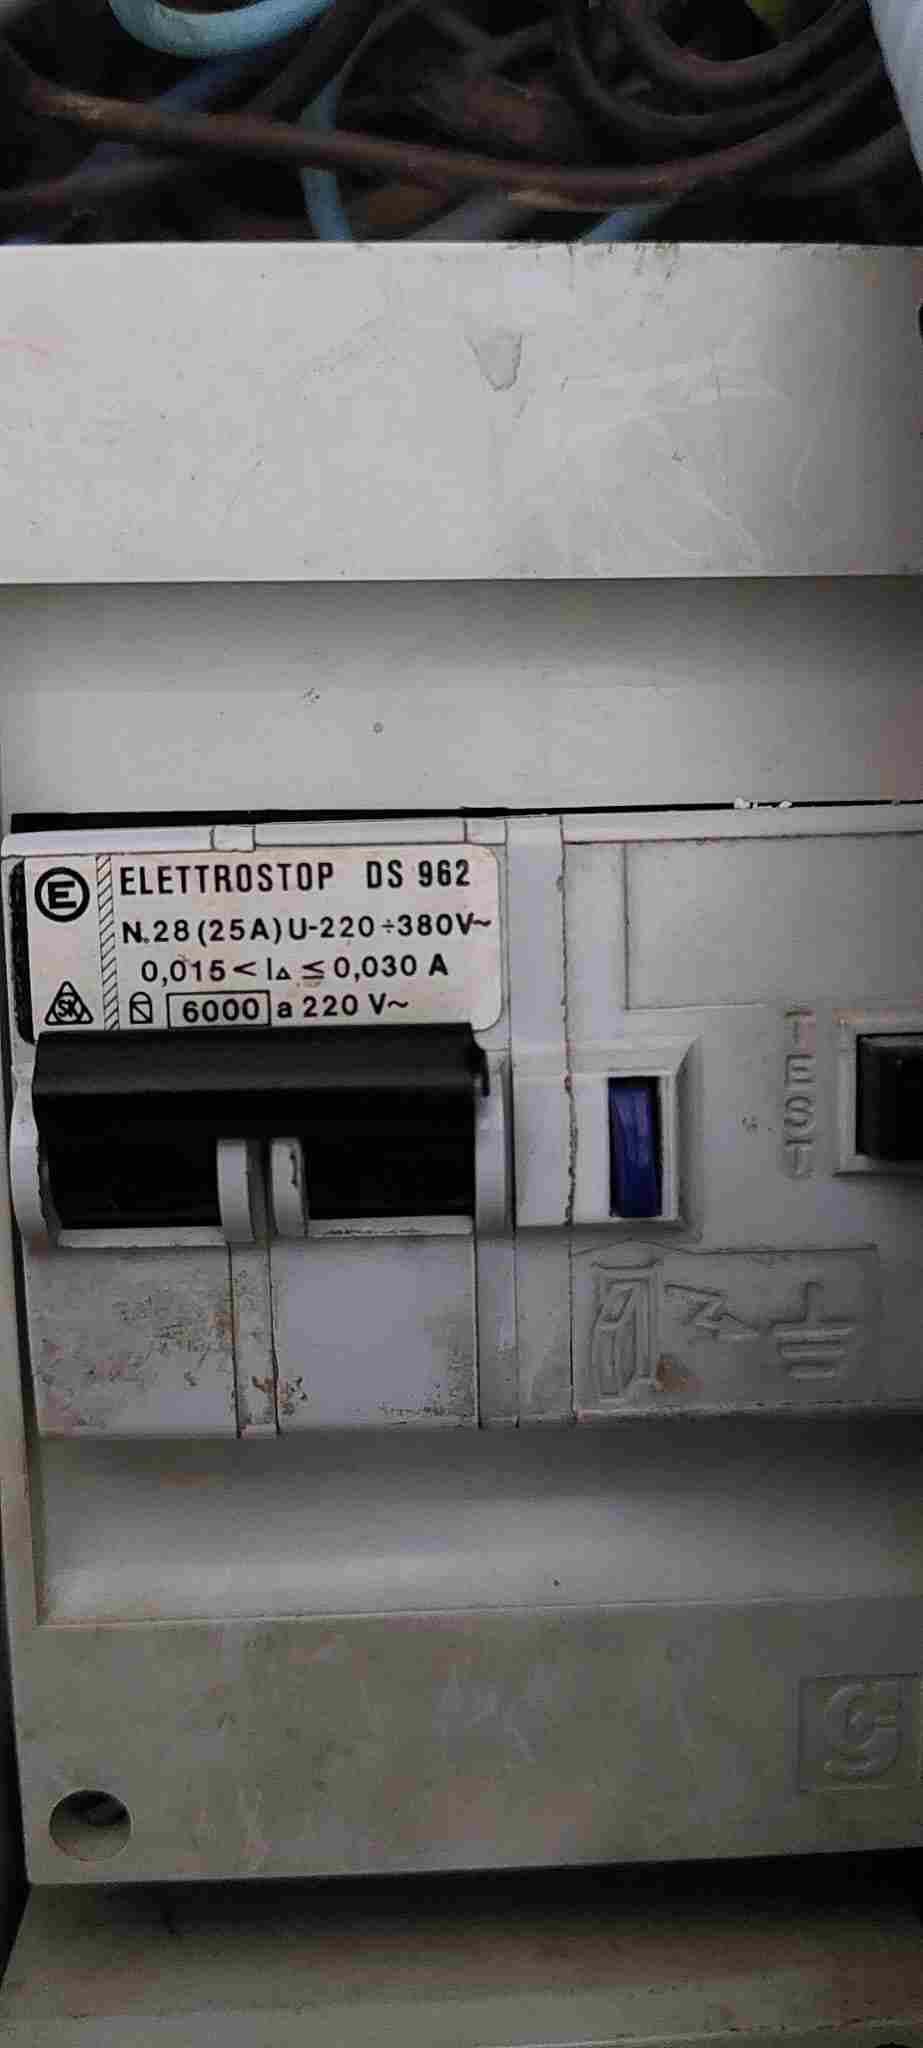 E
ELETTROSTOP DS 962
N.28 (25A) U-220÷380V~
0,015 < I△ ≤ 0,030 A
6000 a 220 V~
TEST